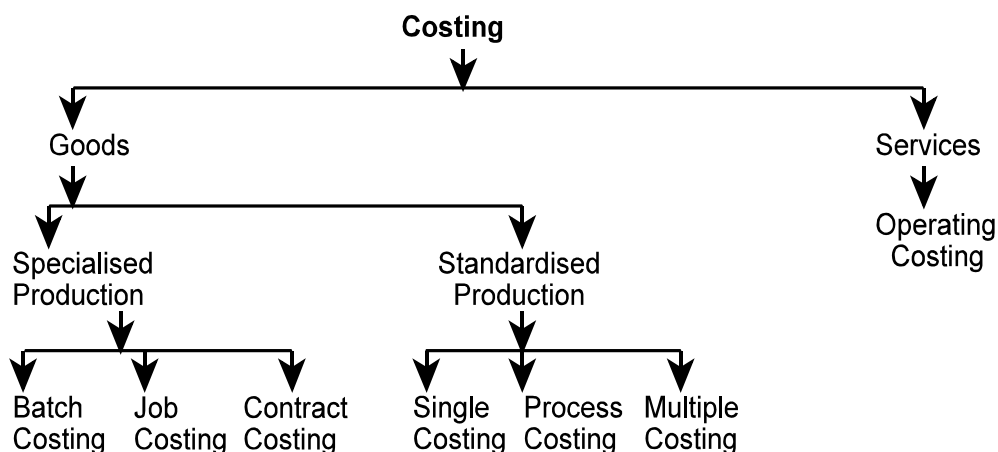 Costing
Goods
Services
Operating
Costing
Specialised
Production
Standardised
Production
Batch
Costing
Job
Costing
Contract
Costing
Single
Costing
Process
Costing
Multiple
Costing